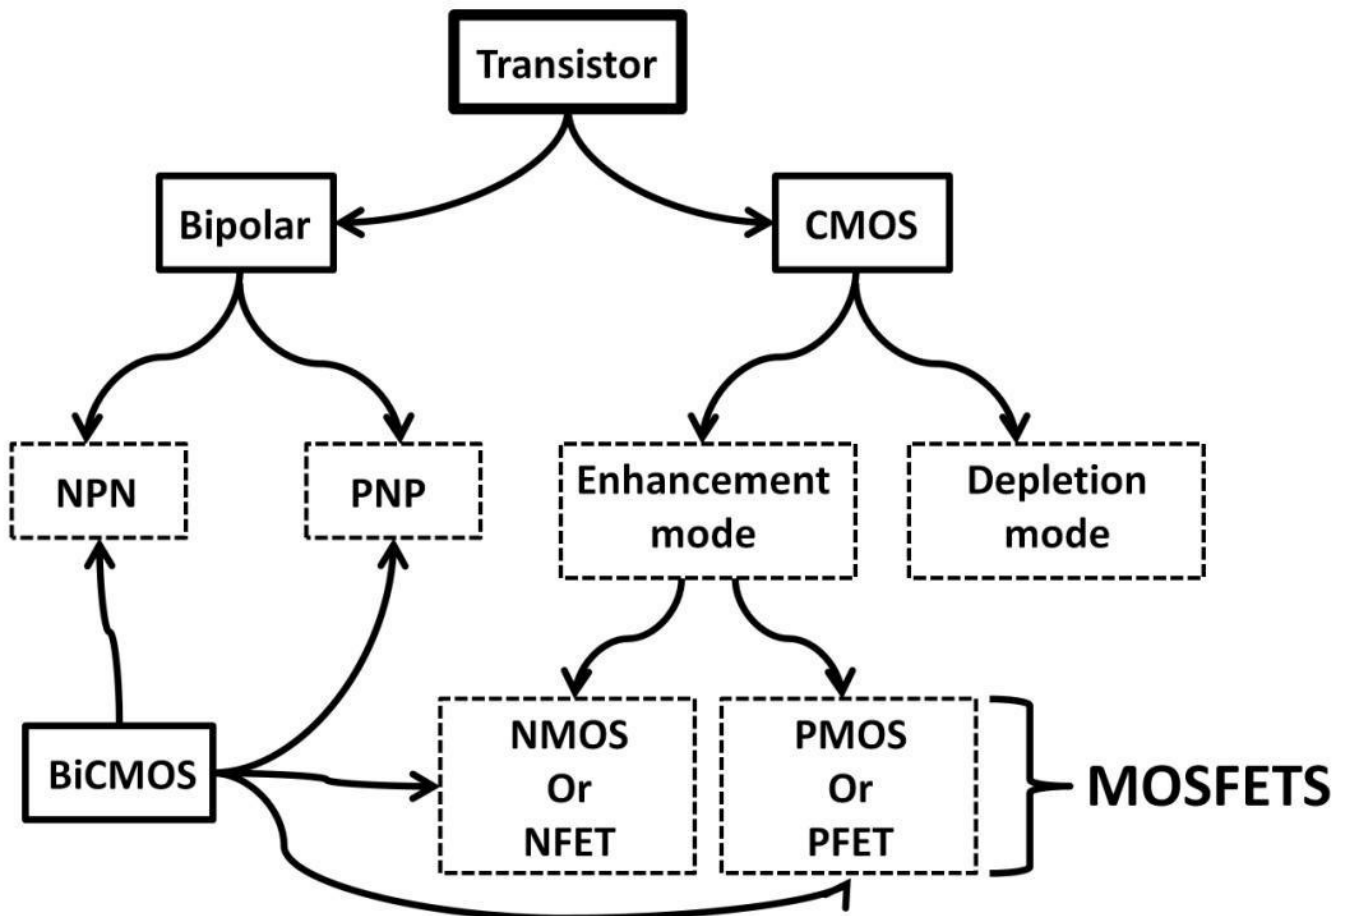 Transistor
Bipolar
CMOS
NPN
PNP
Enhancement
mode
Depletion
mode
BiCMOS
NMOS
Or
NFET
PMOS
Or
PFET
MOSFETS